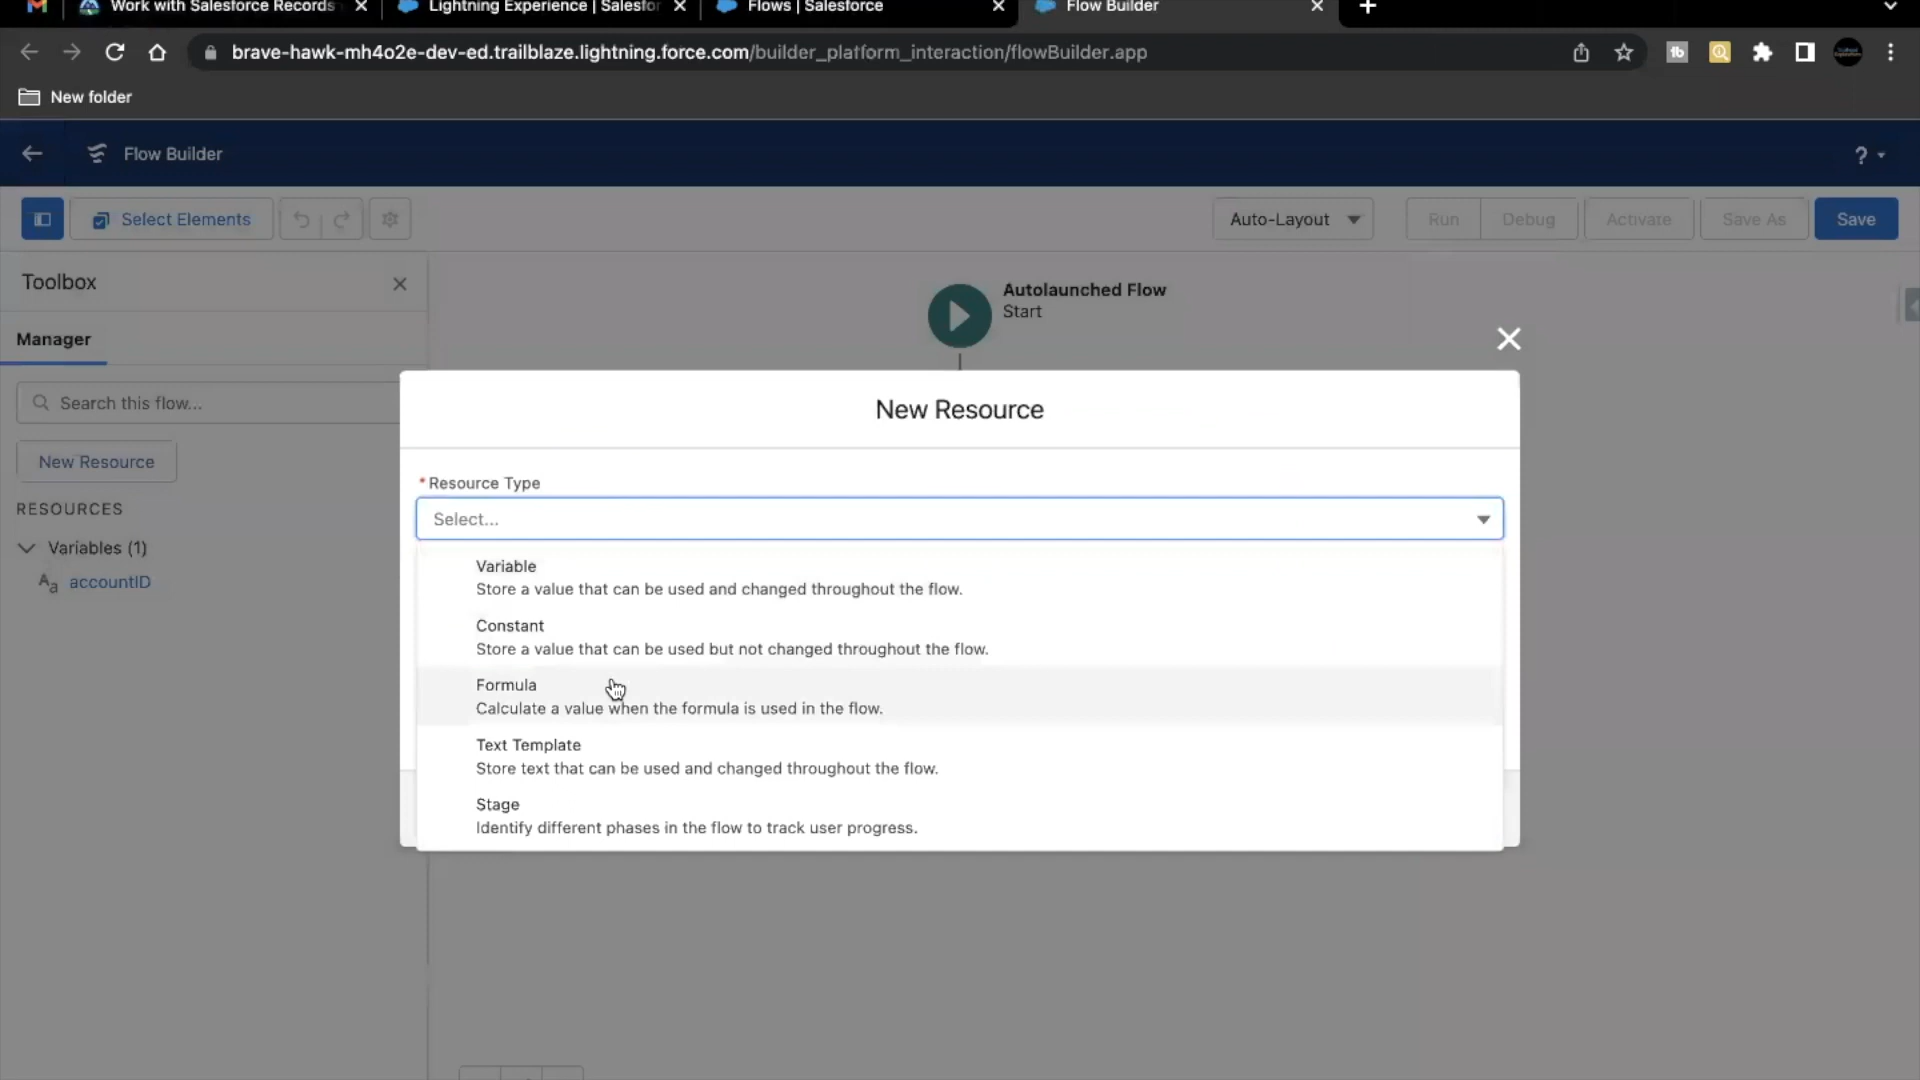 Work with Salesforce Records
Lightning Experience | Salesfor
Flows | Salesforce
Flow Builder
brave-hawk-mh4o2e-dev-ed.trailblaze.lightning.force.com/builder_platform_interaction/flowBuilder.app
New folder
Flow Builder
?
Select Elements
Auto-Layout
Run
Debug
Activate
Save As
Save
Toolbox
Autolaunched Flow
Start
Manager
Search this flow...
New Resource
RESOURCES
Variables (1)
Aa accountID
New Resource
*Resource Type
Select...
Variable
Store a value that can be used and changed throughout the flow.
Constant
Store a value that can be used but not changed throughout the flow.
Formula
Calculate a value when the formula is used in the flow.
Text Template
Store text that can be used and changed throughout the flow.
Stage
Identify different phases in the flow to track user progress.